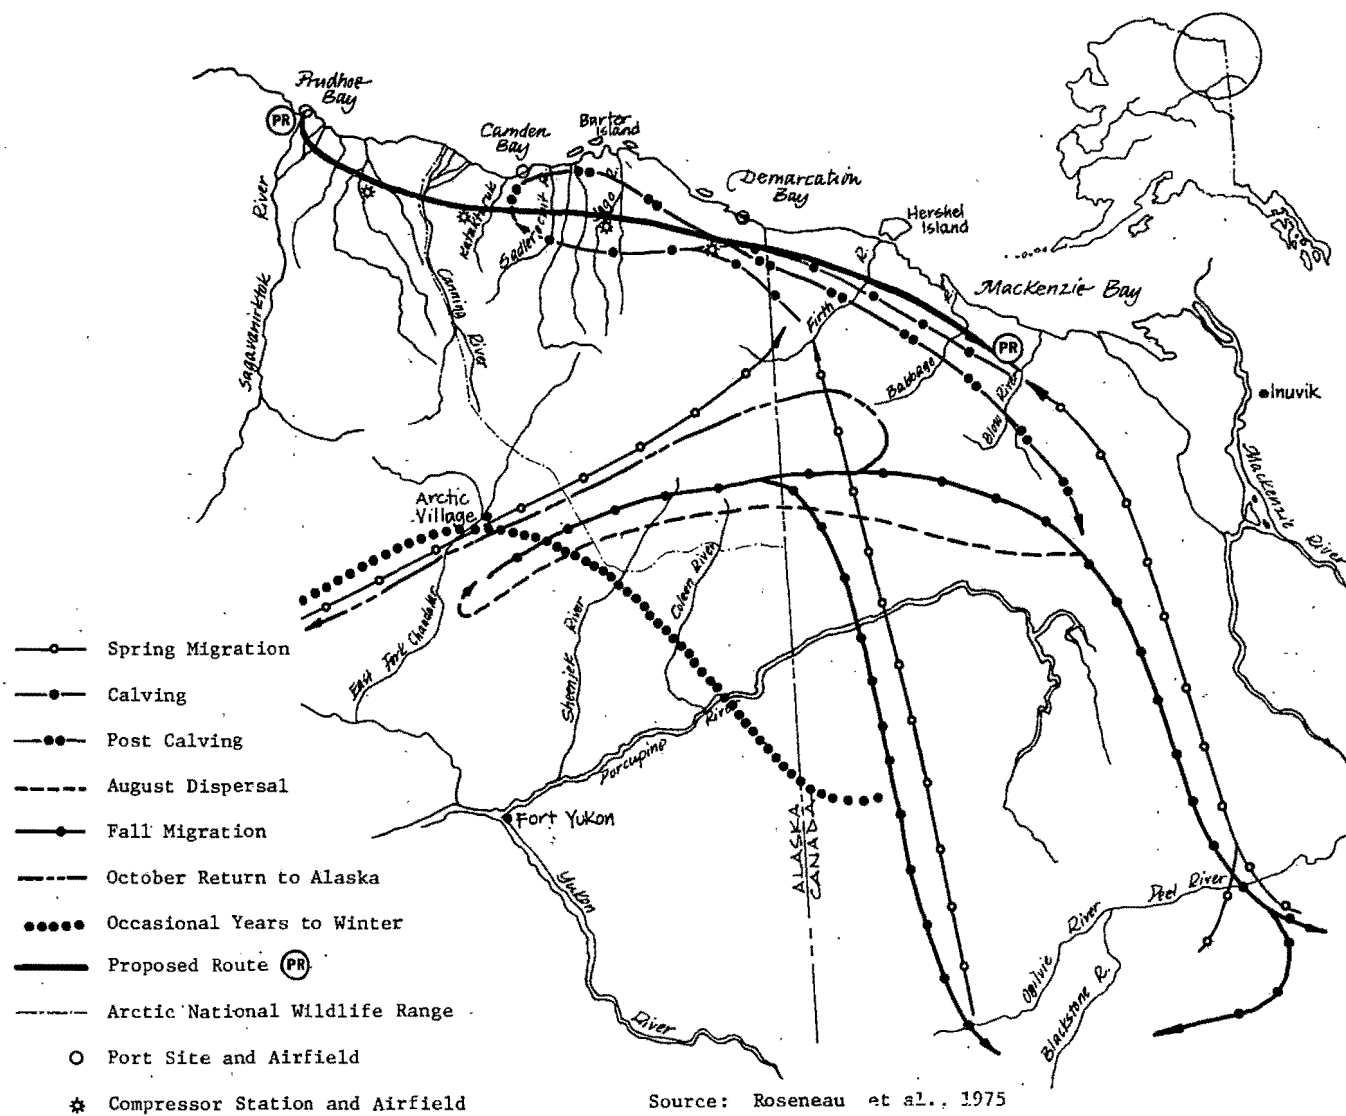 Prudhoe
Bay
PR
Camden
Bay
Barter
Island
Demarcation
Bay
Hershel
Island
Mackenzie Bay
Sagavanirktok
River
Canning
River
Katakturuk
Sadlerochit R.
Jago R.
Firth
R.
Babbage
R.
Blow River
PR
Inuvik
Mackenzie
River
Arctic
Village
East Fork Chandalar
Sheenjek
River
Coleen River
Porcupine
River
Fort Yukon
Yukon
River
ALASKA
CANADA
Ogilvie
River
Peel River
Blackstone R.
Spring Migration
Calving
Post Calving
August Dispersal
Fall Migration
October Return to Alaska
Occasional Years to Winter
Proposed Route PR
Arctic National Wildlife Range
Port Site and Airfield
Compressor Station and Airfield
Source: Roseneau et al., 1975